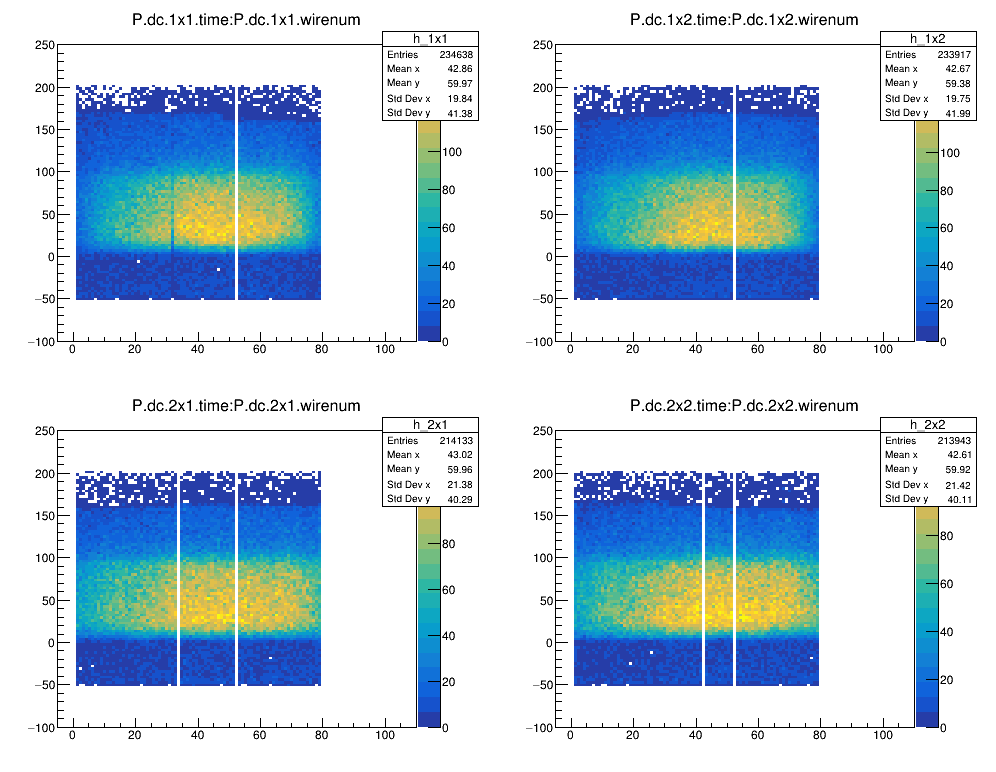 P.dc.1x1.time:P.dc.1x1.wirenum
h_1x1
Entries 234638
Mean x 42.86
Mean y 59.97
Std Dev x 19.84
Std Dev y 41.38
250
200
150
100
50
0
−50
−100
0 20 40 60 80 100
100
80
60
40
20
0
P.dc.1x2.time:P.dc.1x2.wirenum
h_1x2
Entries 233917
Mean x 42.67
Mean y 59.38
Std Dev x 19.75
Std Dev y 41.99
250
200
150
100
50
0
−50
−100
0 20 40 60 80 100
100
80
60
40
20
0
P.dc.2x1.time:P.dc.2x1.wirenum
h_2x1
Entries 214133
Mean x 43.02
Mean y 59.96
Std Dev x 21.38
Std Dev y 40.29
250
200
150
100
50
0
−50
−100
0 20 40 60 80 100
80
60
40
20
0
P.dc.2x2.time:P.dc.2x2.wirenum
h_2x2
Entries 213943
Mean x 42.61
Mean y 59.92
Std Dev x 21.42
Std Dev y 40.11
250
200
150
100
50
0
−50
−100
0 20 40 60 80 100
80
60
40
20
0